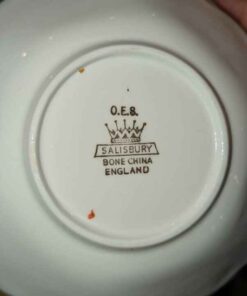 O.E.S.
SALISBURY
BONE CHINA
ENGLAND